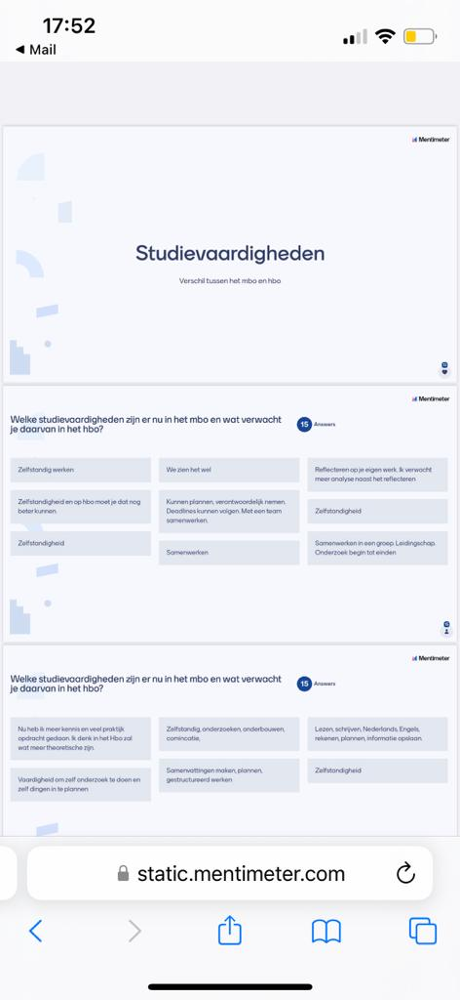 17:52
◀ Mail
Mentimeter
Studievaardigheden
Verschil tussen het mbo en hbo
Mentimeter
Welke studievaardigheden zijn er nu in het mbo en wat verwacht
je daarvan in het hbo?
15 Answers
Zelfstandig werken
Zelfstandigheid en op hbo moet je dat nog
beter kunnen.
Zelfstandigheid
We zien het wel
Kunnen plannen, verantwoordelijk nemen.
Deadlines kunnen volgen. Met een team
samenwerken.
Samenwerken
Reflecteren op je eigen werk. Ik verwacht
meer analyse naast het reflecteren
Zelfstandigheid
Samenwerken in een groep. Leidingschap.
Onderzoek begin tot einden
Mentimeter
Welke studievaardigheden zijn er nu in het mbo en wat verwacht
je daarvan in het hbo?
15 Answers
Nu heb ik meer kennis en veel praktijk
opdracht gedaan. Ik denk in het Hbo zal
wat meer theoretische zijn.
Vaardigheid om zelf onderzoek te doen en
zelf dingen in te plannen
Zelfstandig, onderzoeken, onderbouwen,
comincatie,
Samenvattingen maken, plannen,
gestructureerd werken
Lezen, schrijven, Nederlands, Engels,
rekenen, plannen, informatie opslaan.
Zelfstandigheid
static.mentimeter.com